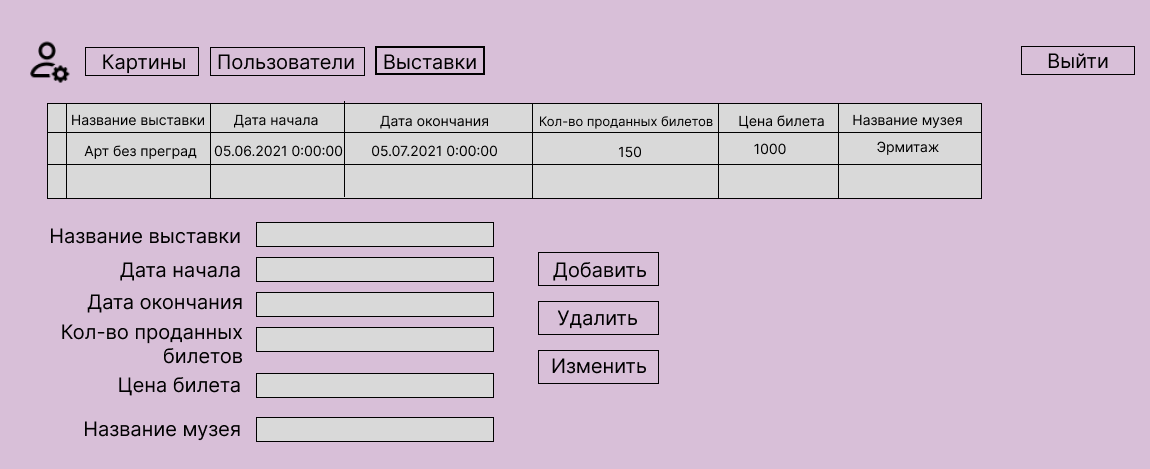 Картины Пользователи Выставки Выйти
Название выставки Дата начала Дата окончания Кол-во проданных билетов Цена билета Название музея
Арт без преград 05.06.2021 0:00:00 05.07.2021 0:00:00 150 1000 Эрмитаж
Название выставки
Дата начала
Добавить
Дата окончания
Удалить
Кол-во проданных
билетов
Изменить
Цена билета
Название музея